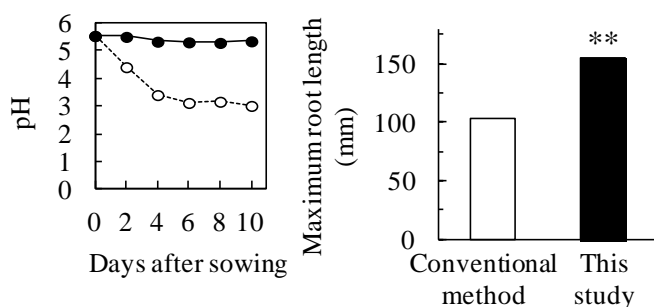 6
5
4
3
2
1
0
pH
0 2 4 6 8 10
Days after sowing
Maximum root length
(mm)
150
100
50
0
**
Conventional
method
This
study